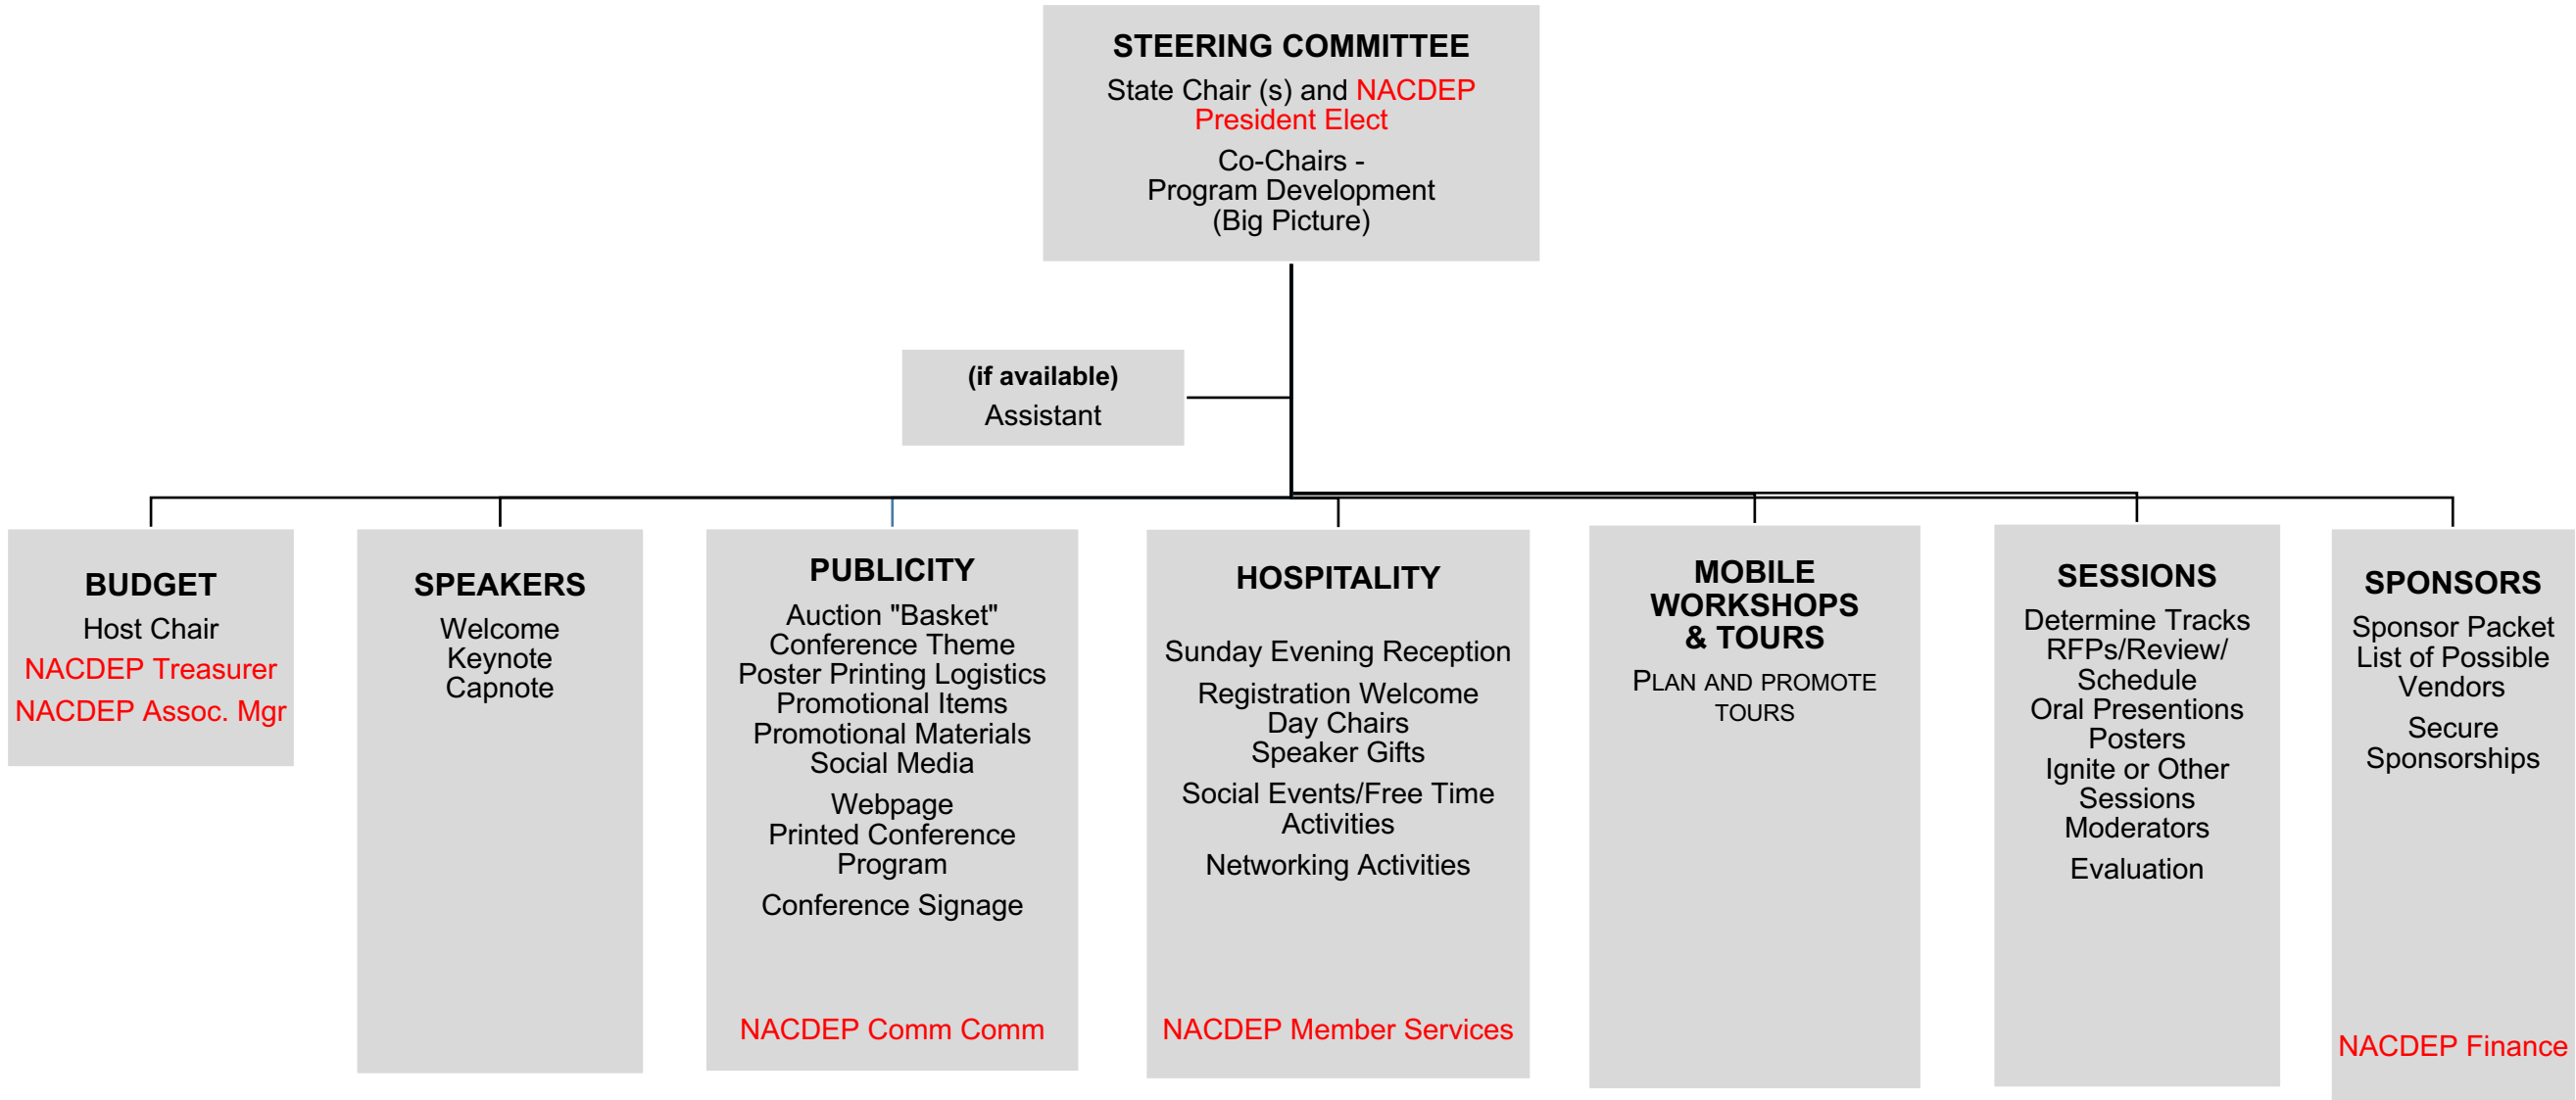 STEERING COMMITTEE
State Chair (s) and NACDEP
President Elect
Co-Chairs -
Program Development
(Big Picture)
(if available)
Assistant
BUDGET
Host Chair
NACDEP Treasurer
NACDEP Assoc. Mgr
SPEAKERS
Welcome
Keynote
Capnote
PUBLICITY
Auction "Basket"
Conference Theme
Poster Printing Logistics
Promotional Items
Promotional Materials
Social Media
Webpage
Printed Conference
Program
Conference Signage
NACDEP Comm Comm
HOSPITALITY
Sunday Evening Reception
Registration Welcome
Day Chairs
Speaker Gifts
Social Events/Free Time
Activities
Networking Activities
NACDEP Member Services
MOBILE
WORKSHOPS
& TOURS
PLAN AND PROMOTE
TOURS
SESSIONS
Determine Tracks
RFPs/Review/
Schedule
Oral Presentions
Posters
Ignite or Other
Sessions
Moderators
Evaluation
SPONSORS
Sponsor Packet
List of Possible
Vendors
Secure
Sponsorships
NACDEP Finance